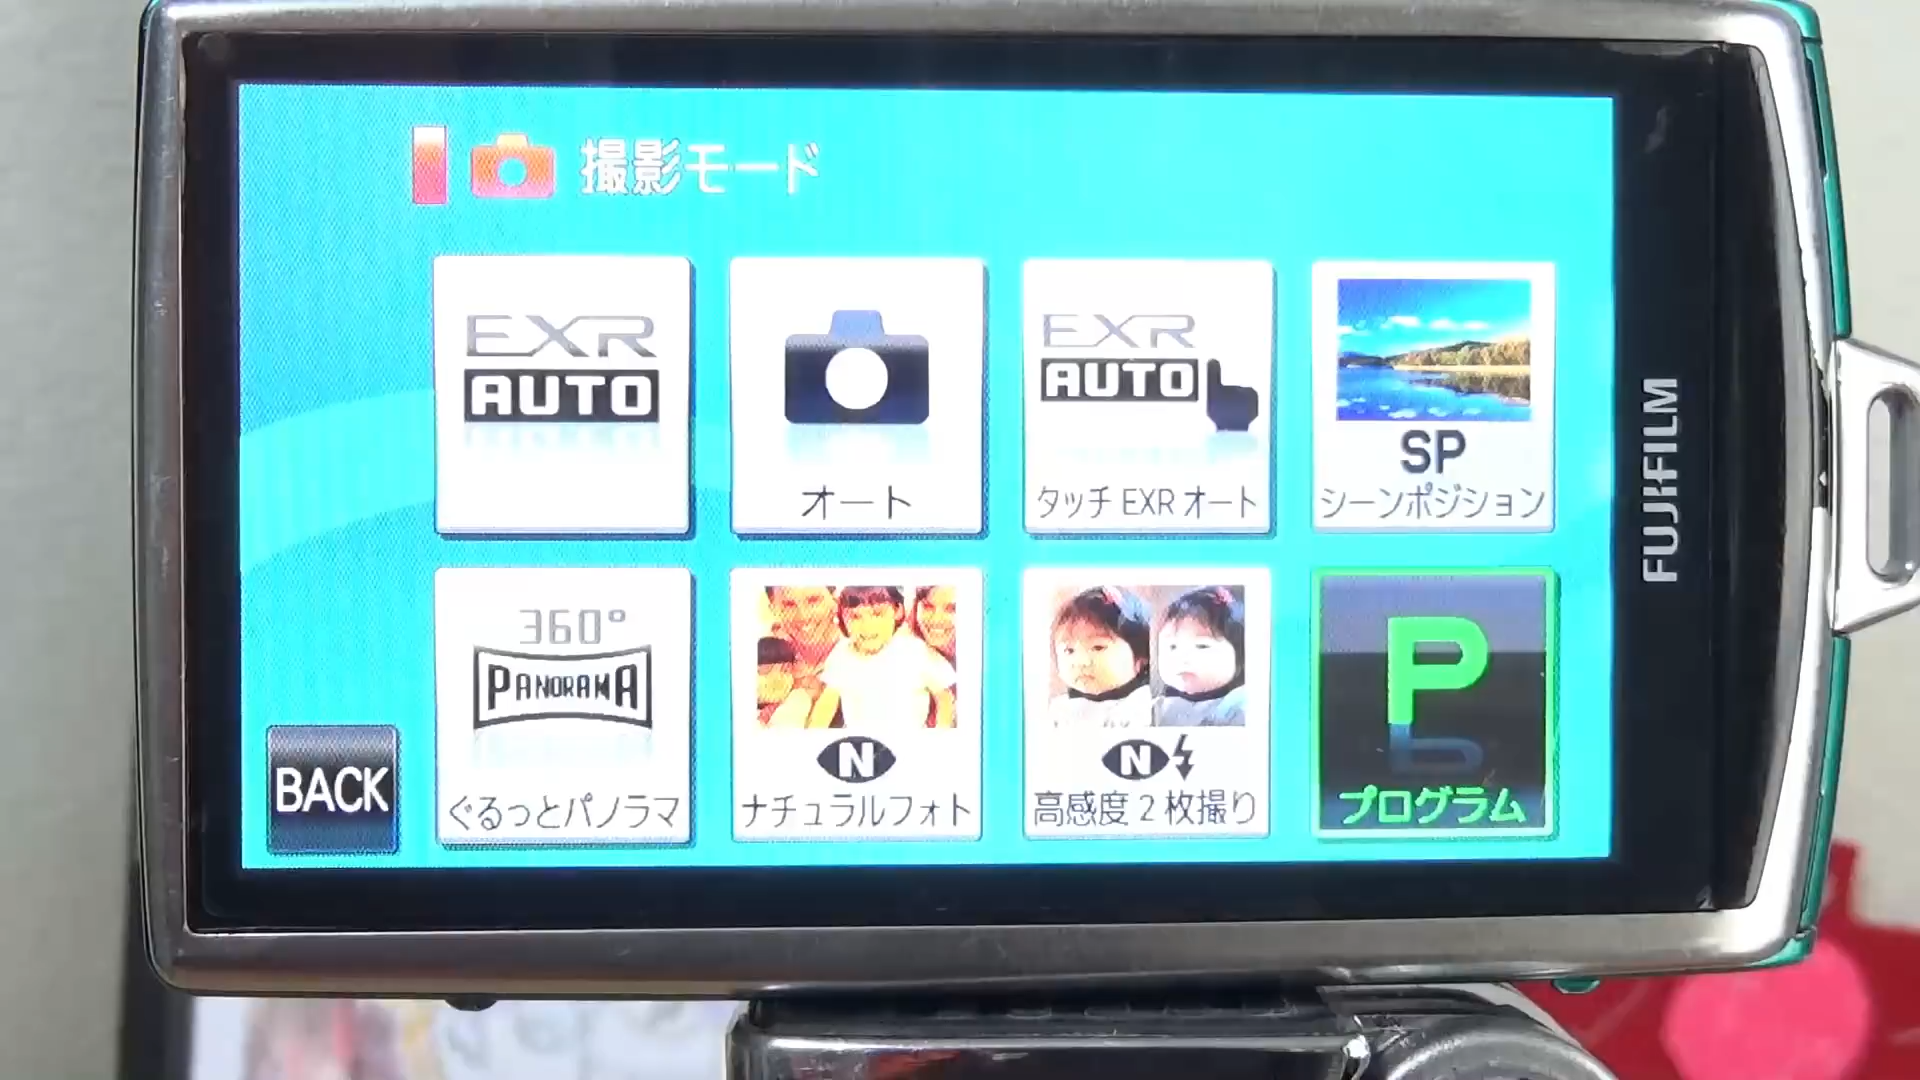 撮影モード
EXR
AUTO
オート
EXR
AUTO
タッチ EXR オート
SP
シーンポジション
360°
PANORAMA
ぐるっとパノラマ
N
ナチュラルフォト
N
高感度 2 枚撮り
P
プログラム
BACK
FUJIFILM